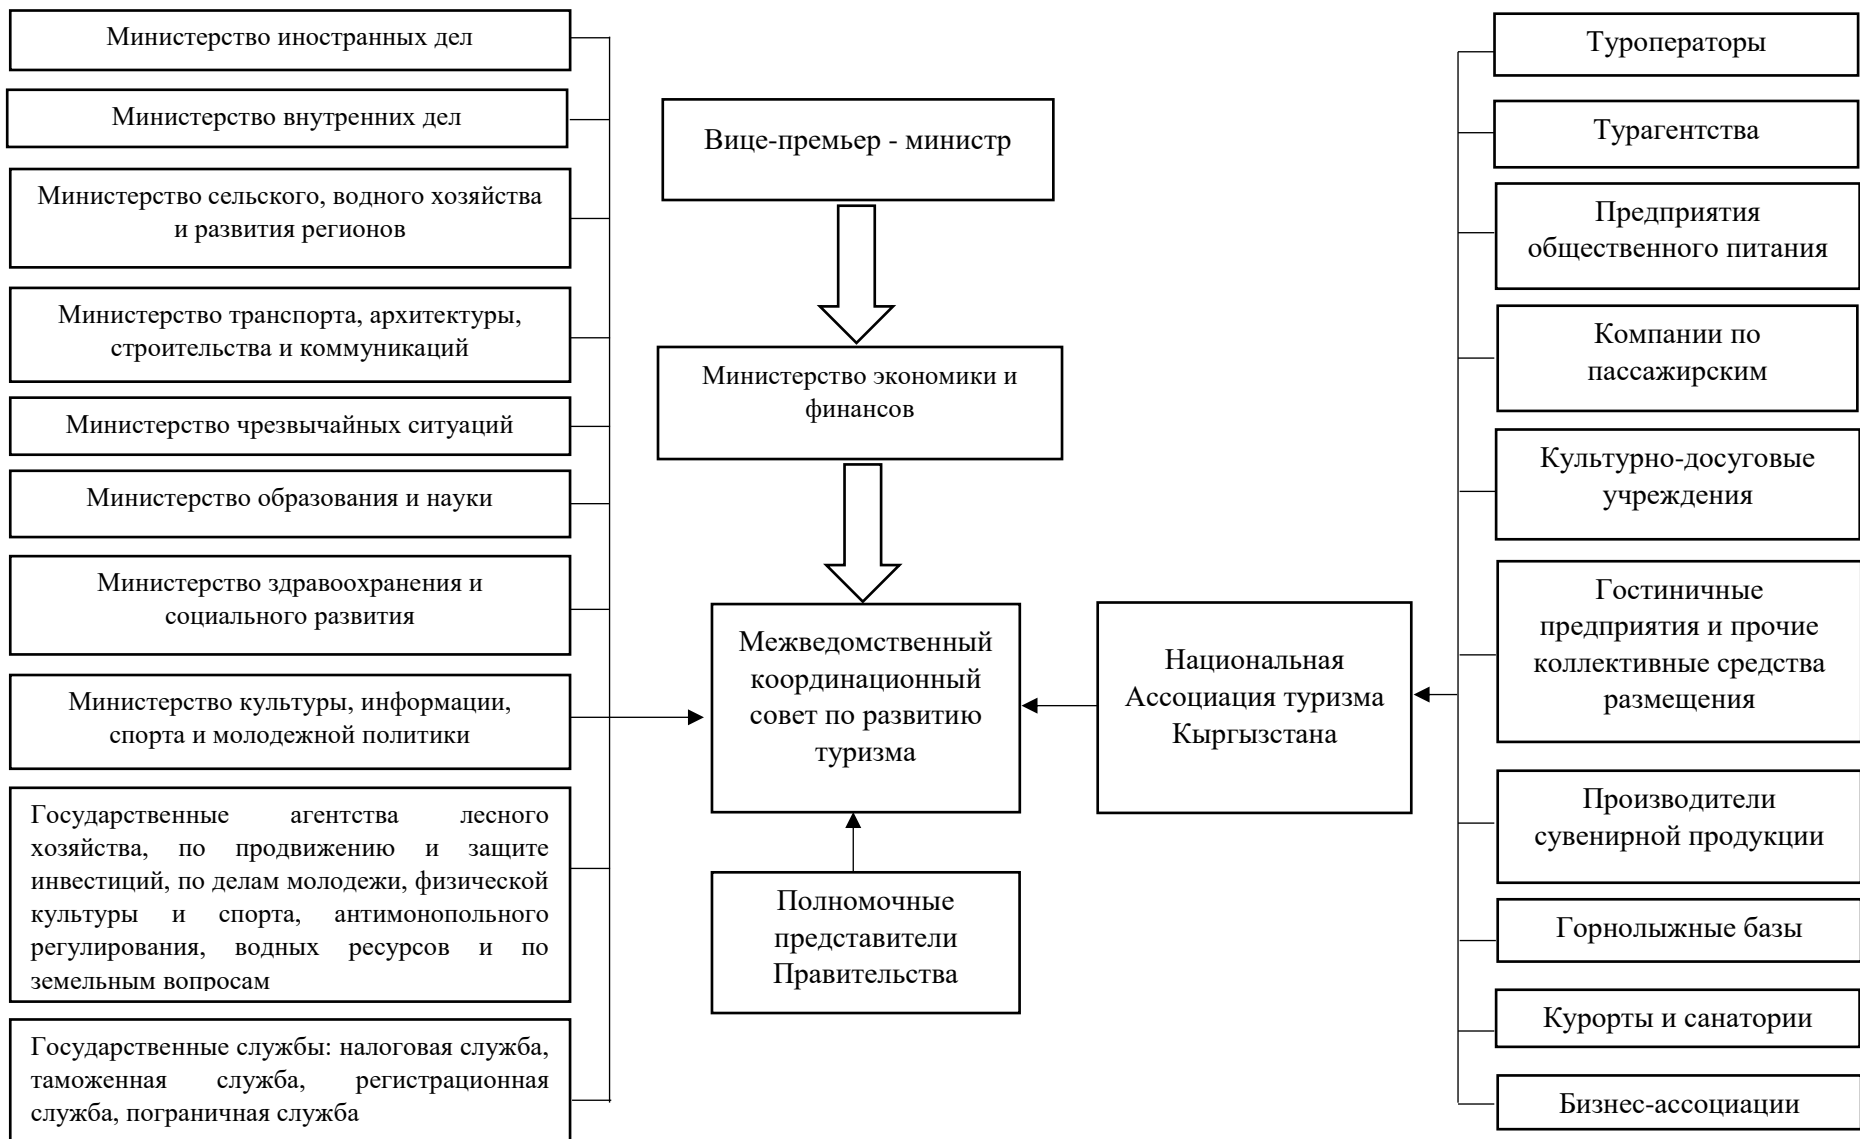 Министерство иностранных дел
Министерство внутренних дел
Министерство сельского, водного хозяйства
и развития регионов
Министерство транспорта, архитектуры,
строительства и коммуникаций
Министерство чрезвычайных ситуаций
Министерство образования и науки
Министерство здравоохранения и
социального развития
Министерство культуры, информации,
спорта и молодежной политики
Государственные агентства лесного
хозяйства, по продвижению и защите
инвестиций, по делам молодежи, физической
культуры и спорта, антимонопольного
регулирования, водных ресурсов и по
земельным вопросам
Государственные службы: налоговая служба,
таможенная служба, регистрационная
служба, пограничная служба
Вице-премьер - министр
Министерство экономики и
финансов
Межведомственный
координационный
совет по развитию
туризма
Полномочные
представители
Правительства
Национальная
Ассоциация туризма
Кыргызстана
Туроператоры
Турагентства
Предприятия
общественного питания
Компании по
пассажирским
Культурно-досуговые
учреждения
Гостиничные
предприятия и прочие
коллективные средства
размещения
Производители
сувенирной продукции
Горнолыжные базы
Курорты и санатории
Бизнес-ассоциации